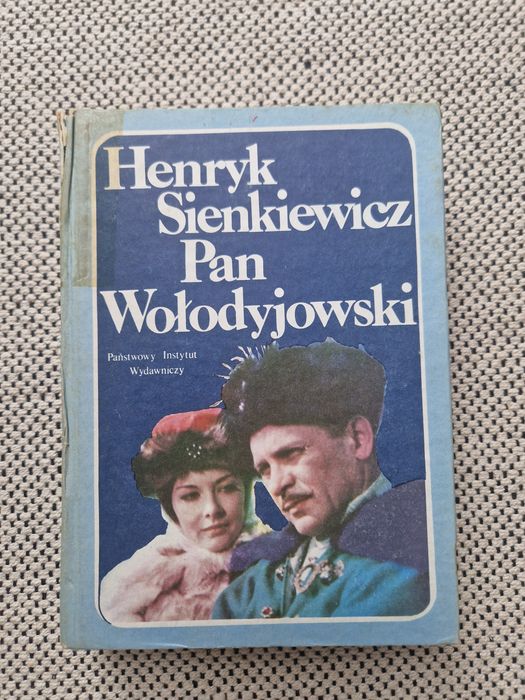 Henryk
Sienkiewicz
Pan
Wołodyjowski
Państwowy Instytut
Wydawniczy